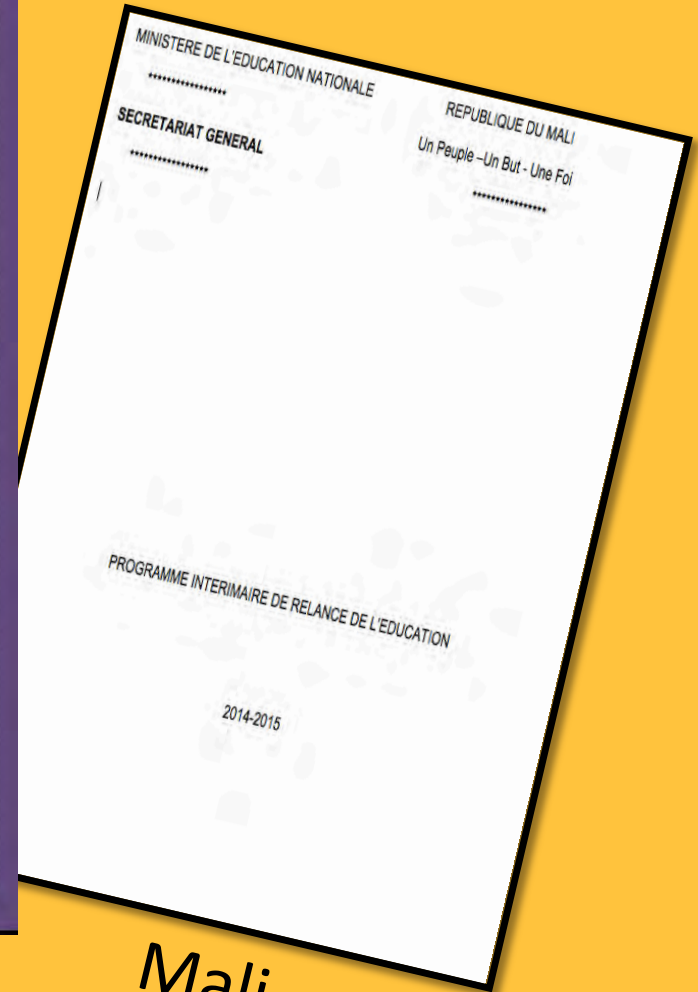 MINISTERE DE L'EDUCATION NATIONALE
*****************
SECRETARIAT GENERAL
*****************
REPUBLIQUE DU MALI
Un Peuple –Un But - Une Foi
****************
PROGRAMME INTERIMAIRE DE RELANCE DE L'EDUCATION
2014-2015
Mali